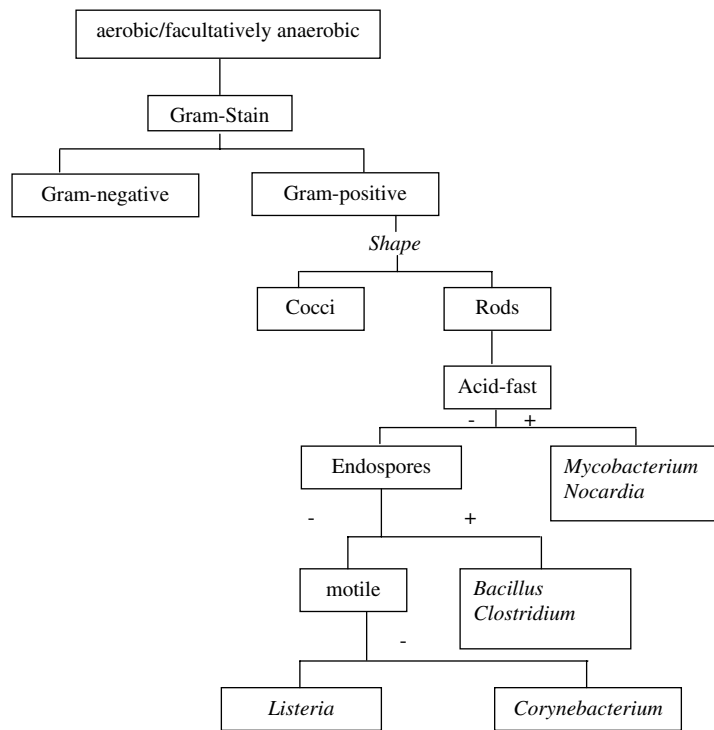 aerobic/facultatively anaerobic
Gram-Stain
Gram-negative
Gram-positive
Shape
Cocci
Rods
Acid-fast
- +
Endospores
Mycobacterium
Nocardia
- +
motile
Bacillus
Clostridium
-
Listeria
Corynebacterium